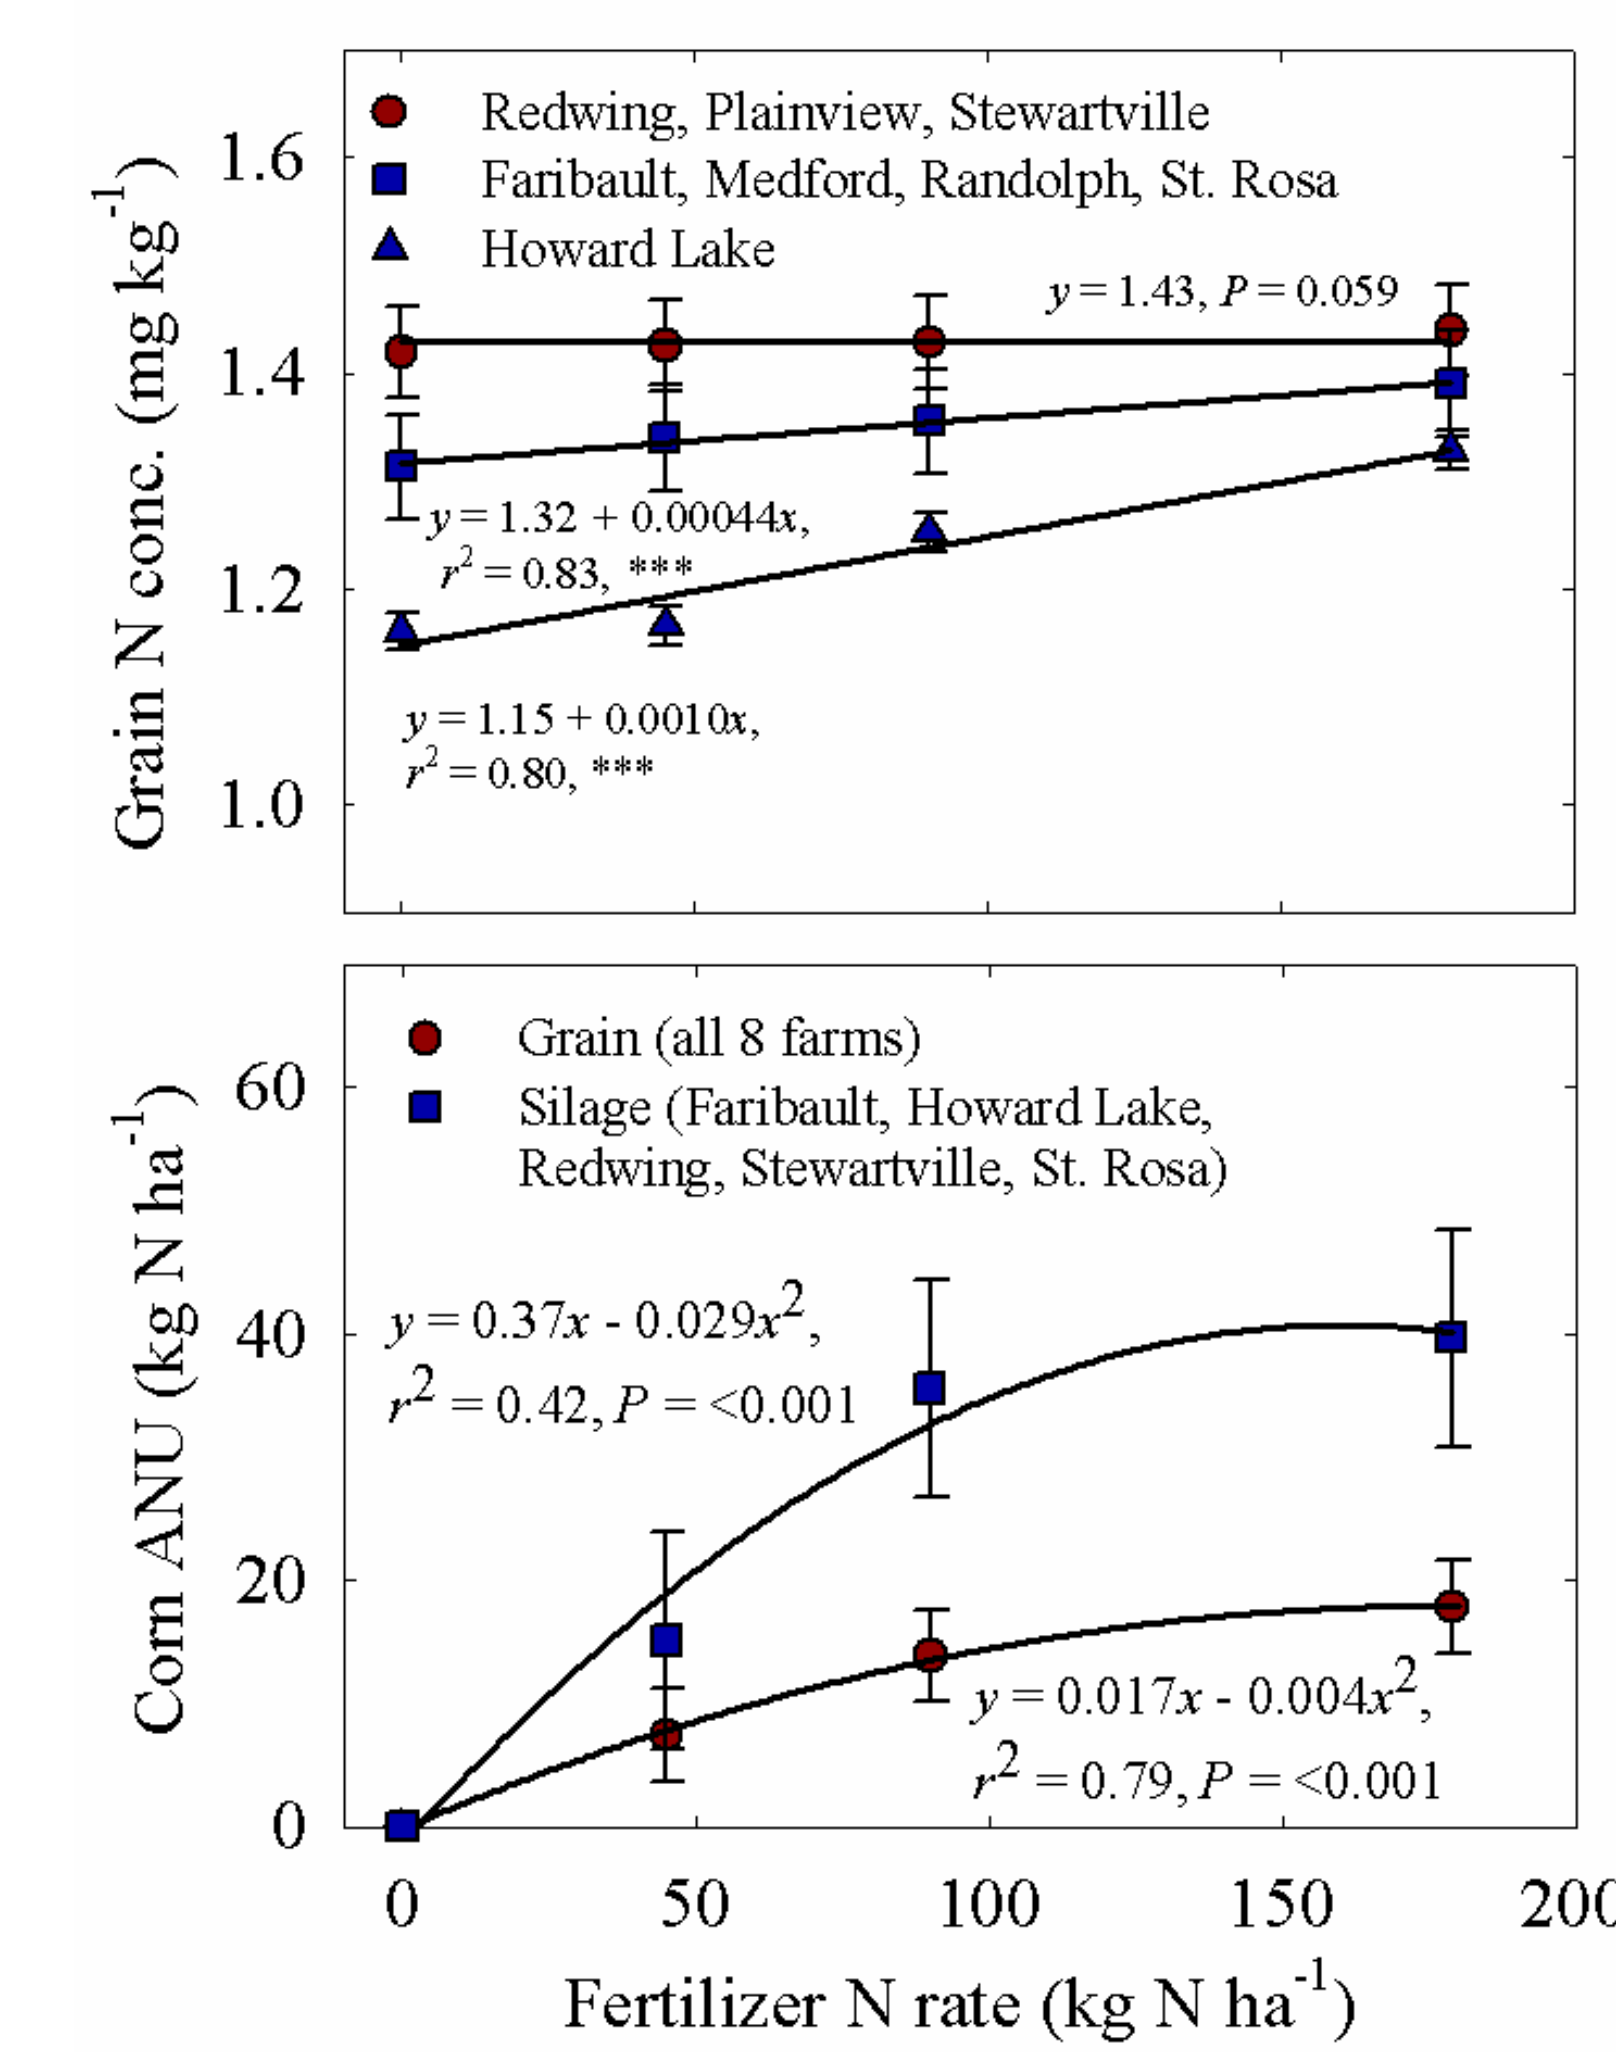 Redwing, Plainview, Stewartville
Faribault, Medford, Randolph, St. Rosa
Howard Lake
y = 1.43, P = 0.059
1.6
1.4
1.2
1.0
Grain N conc. (mg kg⁻¹)
y = 1.32 + 0.00044x,
r² = 0.83, ***
y = 1.15 + 0.0010x,
r² = 0.80, ***
Grain (all 8 farms)
Silage (Faribault, Howard Lake,
Redwing, Stewartville, St. Rosa)
60
40
20
0
Corn ANU (kg N ha⁻¹)
y = 0.37x - 0.029x²,
r² = 0.42, P = <0.001
y = 0.017x - 0.004x²,
r² = 0.79, P = <0.001
0 50 100 150 200
Fertilizer N rate (kg N ha⁻¹)